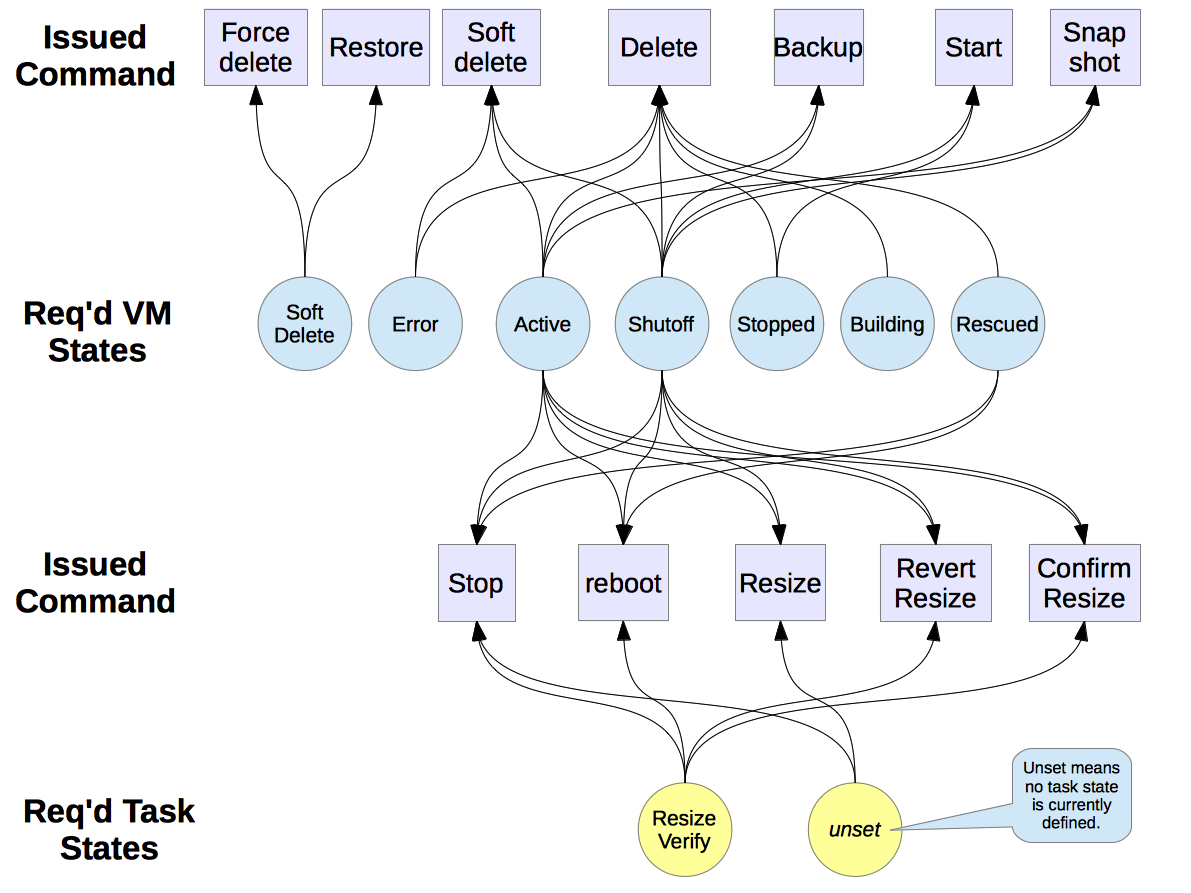 Issued
Command
Force
delete
Restore
Soft
delete
Delete
Backup
Start
Snap
shot
Req'd VM
States
Soft
Delete
Error
Active
Shutoff
Stopped
Building
Rescued
Issued
Command
Stop
reboot
Resize
Revert
Resize
Confirm
Resize
Req'd Task
States
Resize
Verify
unset
Unset means
no task state
is currently
defined.